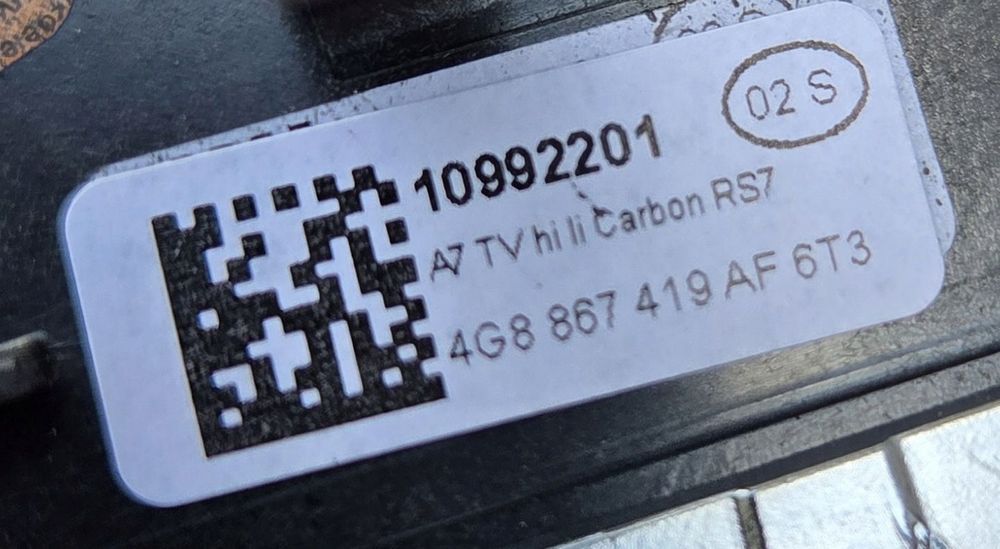 02 S
10992201
A7 TV hi li Carbon RS7
4G8 867 419 AF 6T3